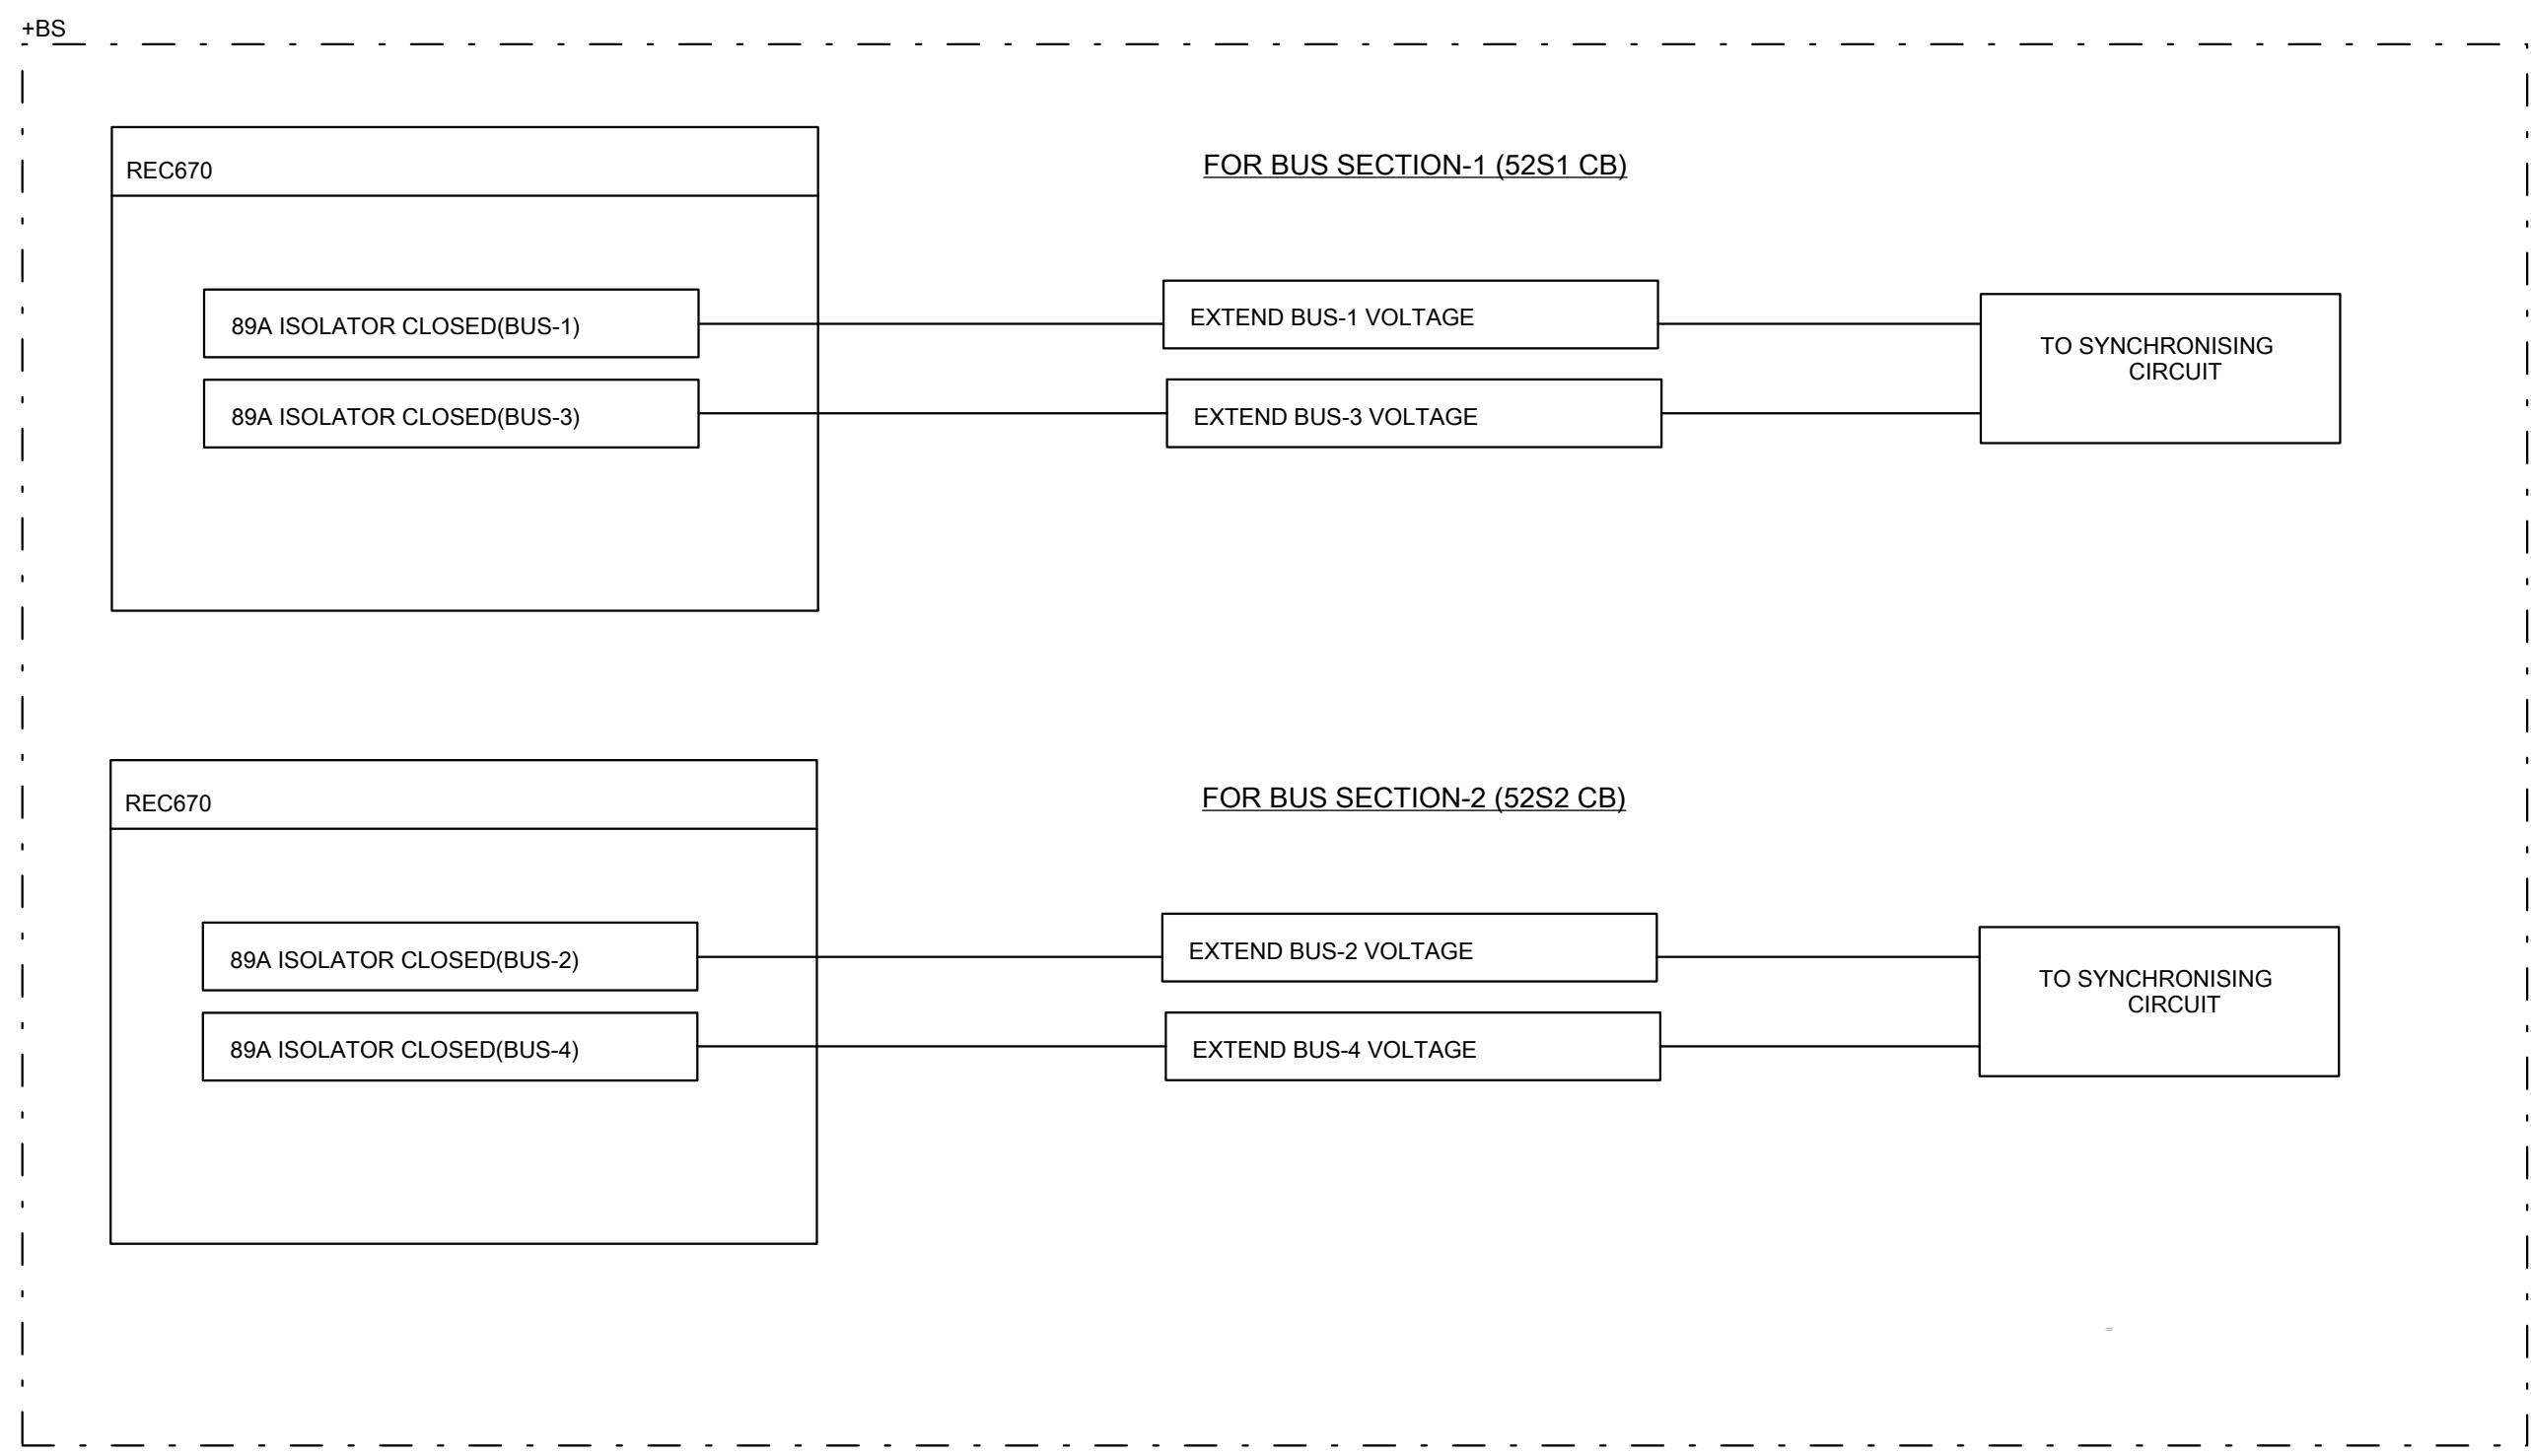 +BS
REC670
FOR BUS SECTION-1 (52S1 CB)
89A ISOLATOR CLOSED(BUS-1)
EXTEND BUS-1 VOLTAGE
TO SYNCHRONISING
CIRCUIT
89A ISOLATOR CLOSED(BUS-3)
EXTEND BUS-3 VOLTAGE
REC670
FOR BUS SECTION-2 (52S2 CB)
89A ISOLATOR CLOSED(BUS-2)
EXTEND BUS-2 VOLTAGE
TO SYNCHRONISING
CIRCUIT
89A ISOLATOR CLOSED(BUS-4)
EXTEND BUS-4 VOLTAGE
=